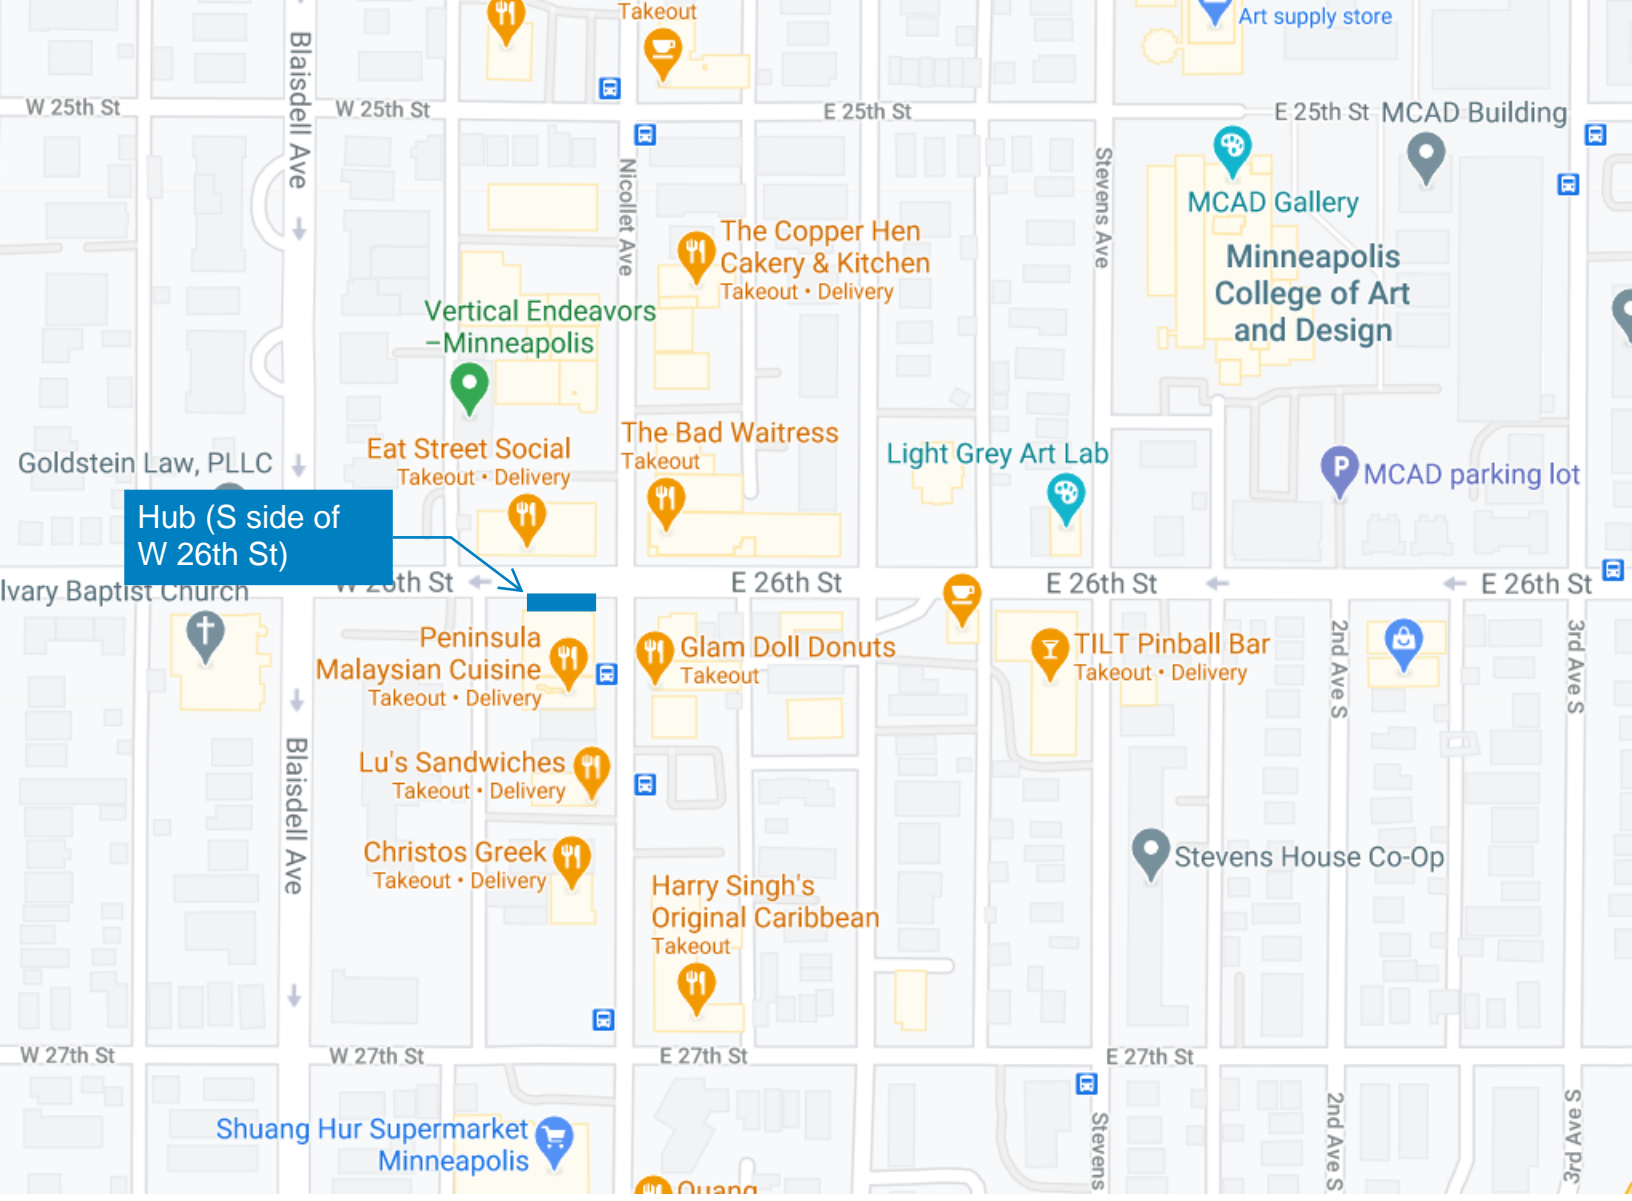 Takeout
Art supply store
Blaisdell Ave
W 25th St
W 25th St
E 25th St
E 25th St
MCAD Building
Nicollet Ave
Stevens Ave
MCAD Gallery
The Copper Hen
Cakery & Kitchen
Takeout • Delivery
Minneapolis
College of Art
and Design
Vertical Endeavors
–Minneapolis
Eat Street Social
Takeout • Delivery
The Bad Waitress
Takeout
Light Grey Art Lab
Goldstein Law, PLLC
P
MCAD parking lot
Hub (S side of
W 26th St)
W 26th St
E 26th St
E 26th St
E 26th St
lvary Baptist Church
Peninsula
Malaysian Cuisine
Takeout • Delivery
Glam Doll Donuts
Takeout
TILT Pinball Bar
Takeout • Delivery
2nd Ave S
3rd Ave S
Blaisdell Ave
Lu's Sandwiches
Takeout • Delivery
Christos Greek
Takeout • Delivery
Stevens House Co-Op
Harry Singh's
Original Caribbean
Takeout
W 27th St
W 27th St
E 27th St
E 27th St
Shuang Hur Supermarket
Minneapolis
Stevens
2nd Ave S
3rd Ave S
Quang